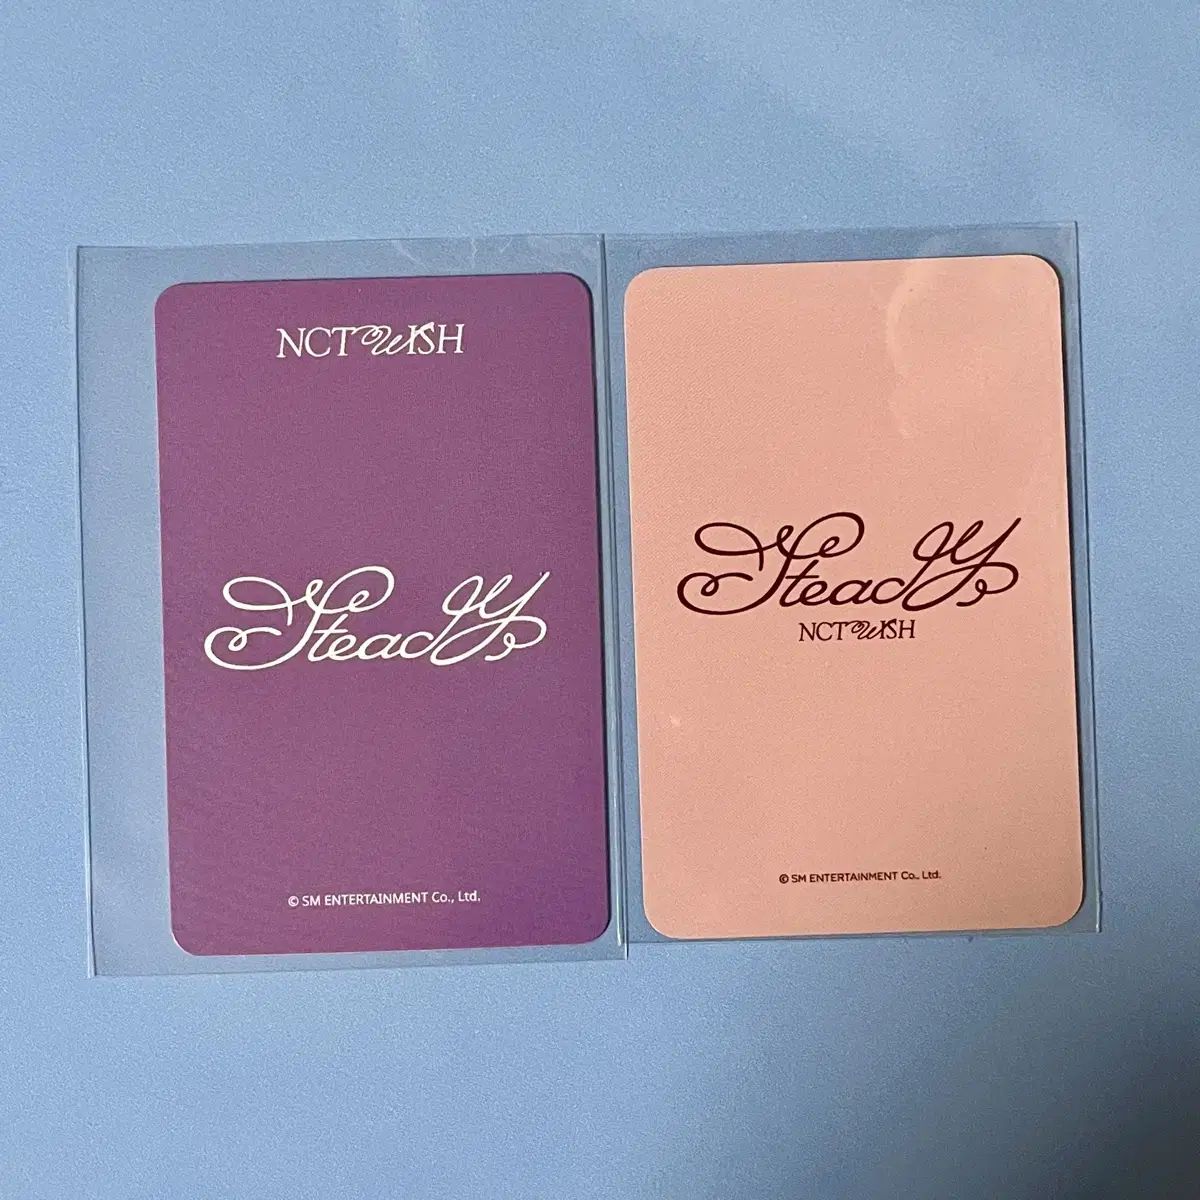 NCT WISH
Steady
© SM ENTERTAINMENT Co., Ltd.
Steady
NCT WISH
© SM ENTERTAINMENT Co., Ltd.